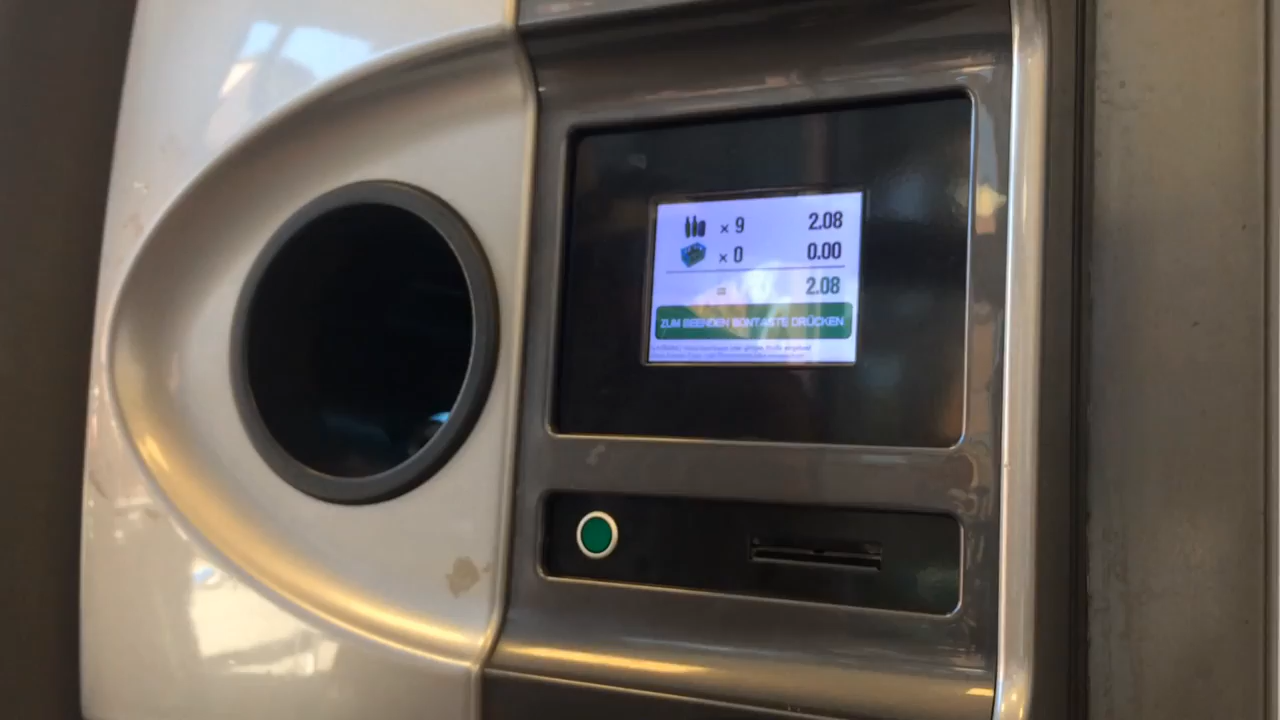 × 9 2.08
× 0 0.00
= 2.08
ZUM BEENDEN BONTASTE DRÜCKEN